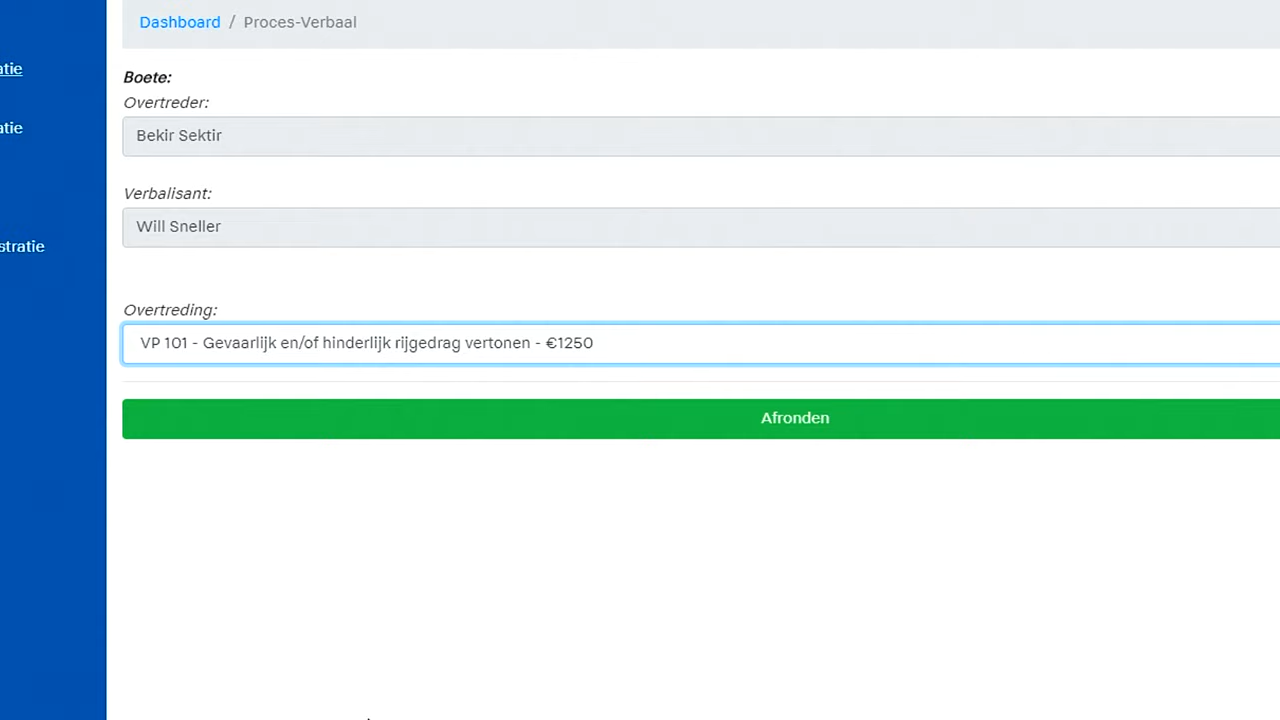 Dashboard / Proces-Verbaal
atie
Boete:
Overtreder:
atie
Bekir Sektir
Verbalisant:
Will Sneller
stratie
Overtreding:
VP 101 - Gevaarlijk en/of hinderlijk rijgedrag vertonen - €1250
Afronden